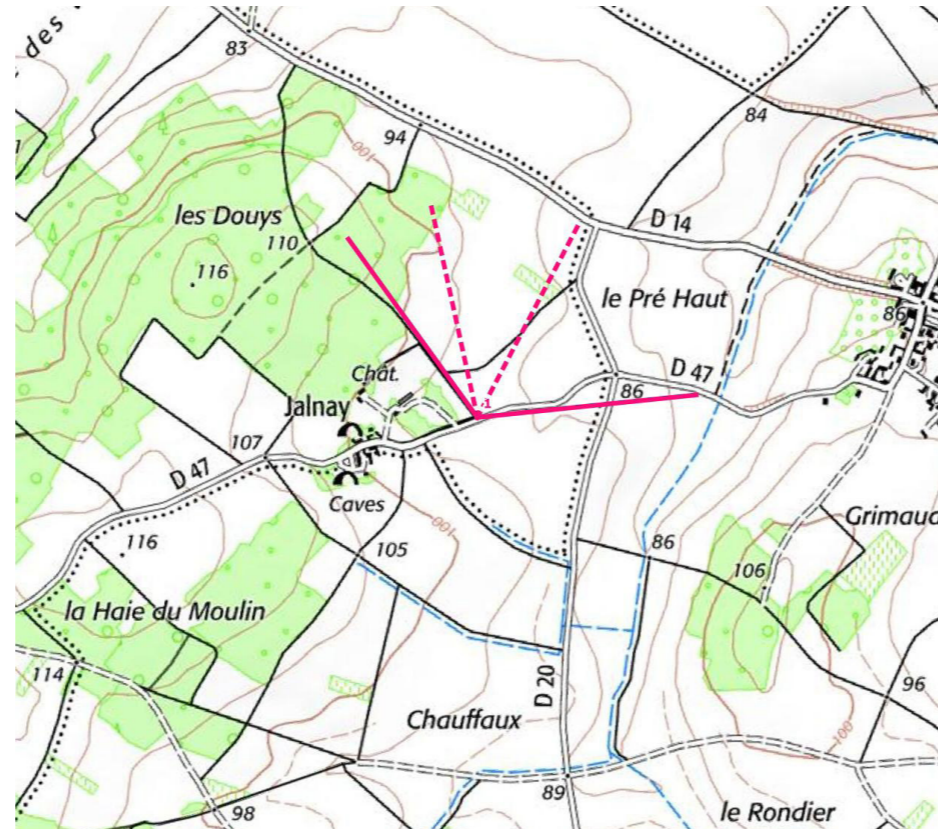 des
83
94
84
D 14
les Douys
110
100
116
le Pré Haut
86
Chât.
86
D 47
1
Jalnay
107
D 47
Caves
100
116
105
86
Grimaud
106
la Haie du Moulin
114
D 20
96
Chauffaux
100
89
98
le Rondier